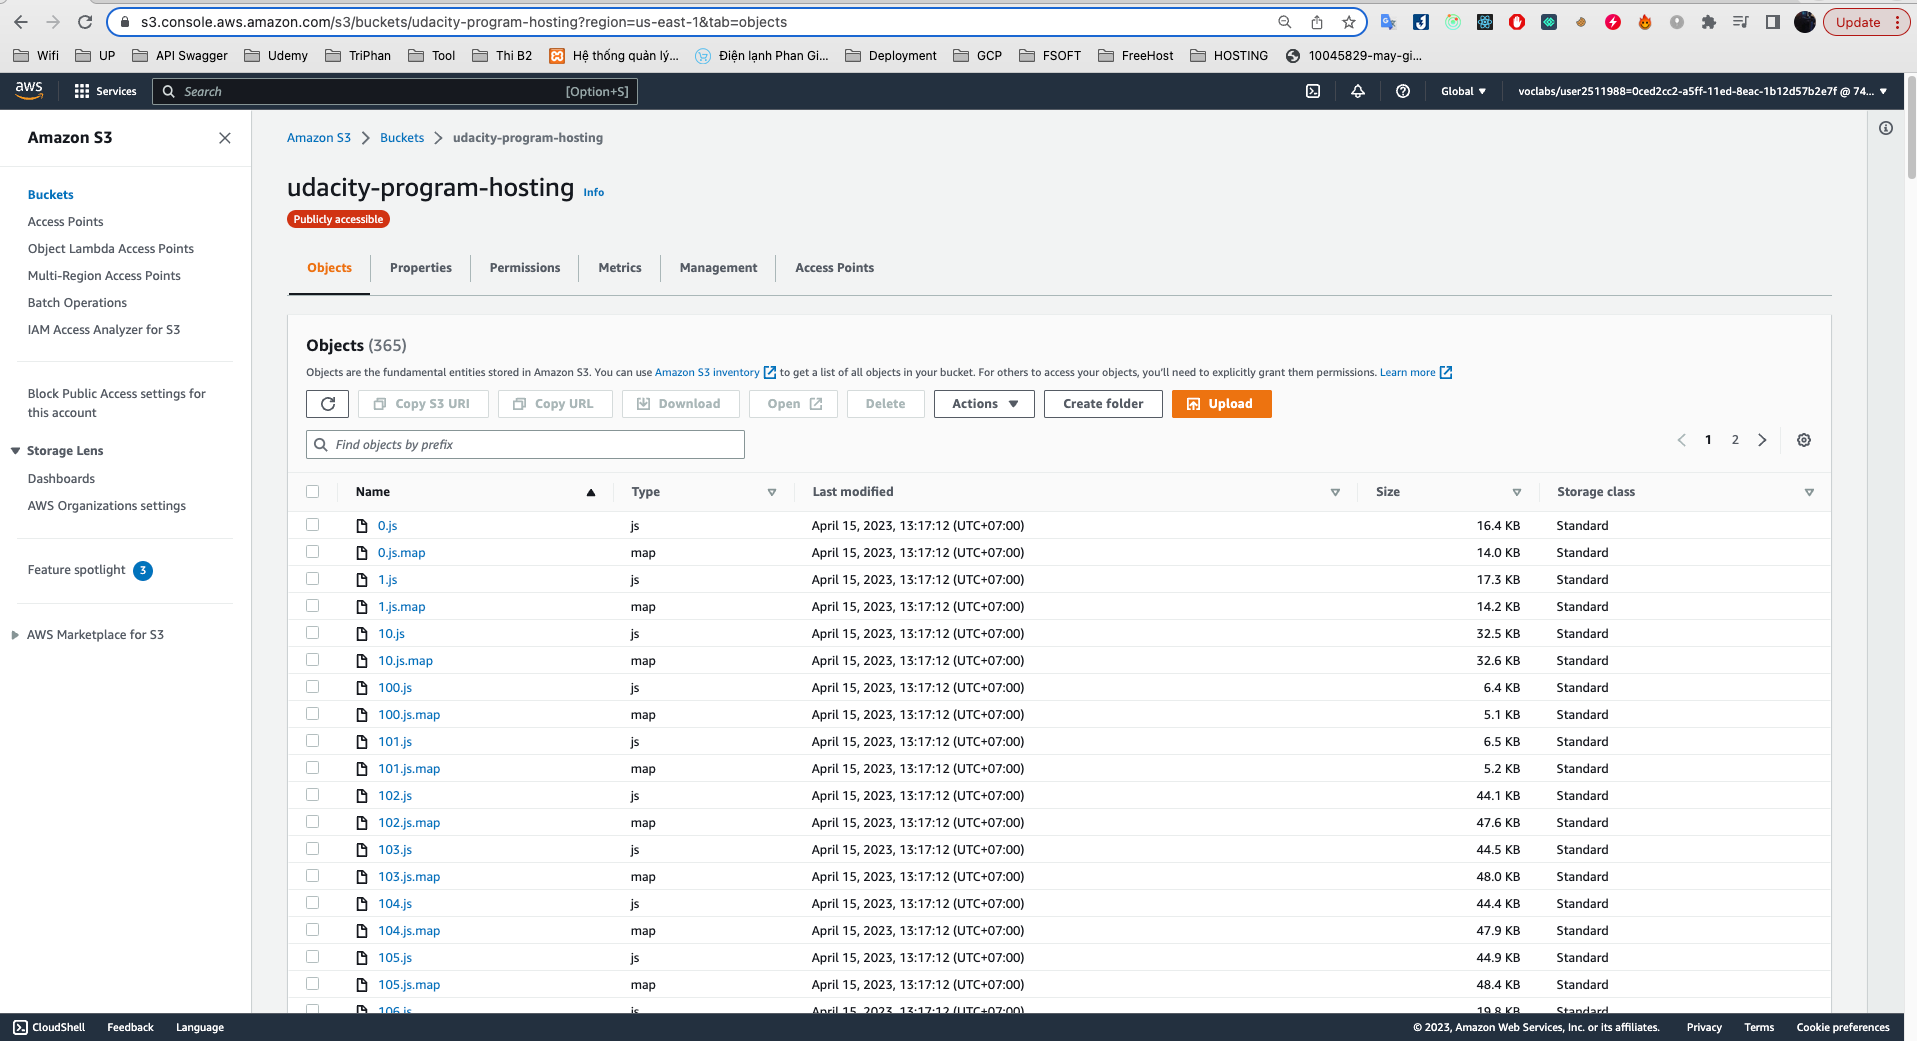 s3.console.aws.amazon.com/s3/buckets/udacity-program-hosting?region=us-east-1&tab=objects
Update
Wifi UP API Swagger Udemy TriPhan Tool Thi B2 Hệ thống quản lý... Điện lạnh Phan Gi... Deployment GCP FSOFT FreeHost HOSTING 10045829-may-gi...
aws Services Search [Option+S] Global voclabs/user2511988=0ced2cc2-a5ff-11ed-8eac-1b12d57b2e7f @ 74...
Amazon S3
Buckets
Access Points
Object Lambda Access Points
Multi-Region Access Points
Batch Operations
IAM Access Analyzer for S3
Block Public Access settings for
this account
Storage Lens
Dashboards
AWS Organizations settings
Feature spotlight 3
AWS Marketplace for S3
Amazon S3 Buckets udacity-program-hosting
udacity-program-hosting Info
Publicly accessible
Objects Properties Permissions Metrics Management Access Points
Objects (365)
Objects are the fundamental entities stored in Amazon S3. You can use Amazon S3 inventory to get a list of all objects in your bucket. For others to access your objects, you'll need to explicitly grant them permissions. Learn more
Copy S3 URI Copy URL Download Open Delete Actions Create folder Upload
Find objects by prefix 1 2
Name Type Last modified Size Storage class
0.js js April 15, 2023, 13:17:12 (UTC+07:00) 16.4 KB Standard
0.js.map map April 15, 2023, 13:17:12 (UTC+07:00) 14.0 KB Standard
1.js js April 15, 2023, 13:17:12 (UTC+07:00) 17.3 KB Standard
1.js.map map April 15, 2023, 13:17:12 (UTC+07:00) 14.2 KB Standard
10.js js April 15, 2023, 13:17:12 (UTC+07:00) 32.5 KB Standard
10.js.map map April 15, 2023, 13:17:12 (UTC+07:00) 32.6 KB Standard
100.js js April 15, 2023, 13:17:12 (UTC+07:00) 6.4 KB Standard
100.js.map map April 15, 2023, 13:17:12 (UTC+07:00) 5.1 KB Standard
101.js js April 15, 2023, 13:17:12 (UTC+07:00) 6.5 KB Standard
101.js.map map April 15, 2023, 13:17:12 (UTC+07:00) 5.2 KB Standard
102.js js April 15, 2023, 13:17:12 (UTC+07:00) 44.1 KB Standard
102.js.map map April 15, 2023, 13:17:12 (UTC+07:00) 47.6 KB Standard
103.js js April 15, 2023, 13:17:12 (UTC+07:00) 44.5 KB Standard
103.js.map map April 15, 2023, 13:17:12 (UTC+07:00) 48.0 KB Standard
104.js js April 15, 2023, 13:17:12 (UTC+07:00) 44.4 KB Standard
104.js.map map April 15, 2023, 13:17:12 (UTC+07:00) 47.9 KB Standard
105.js js April 15, 2023, 13:17:12 (UTC+07:00) 44.9 KB Standard
105.js.map map April 15, 2023, 13:17:12 (UTC+07:00) 48.4 KB Standard
106.js js April 15, 2023, 13:17:12 (UTC+07:00) 19.8 KB Standard
CloudShell Feedback Language © 2023, Amazon Web Services, Inc. or its affiliates. Privacy Terms Cookie preferences